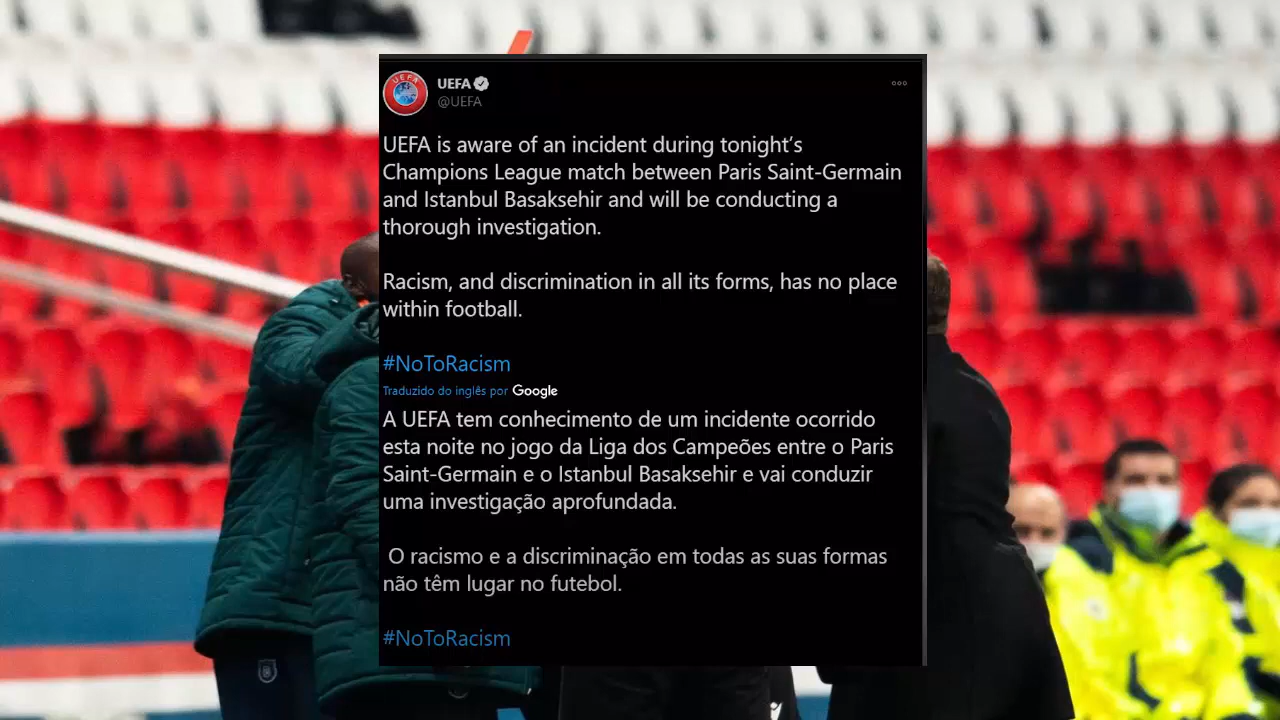 UEFA
UEFA
@UEFA
UEFA is aware of an incident during tonight’s
Champions League match between Paris Saint-Germain
and Istanbul Basaksehir and will be conducting a
thorough investigation.
Racism, and discrimination in all its forms, has no place
within football.
#NoToRacism
Traduzido do inglês por Google
A UEFA tem conhecimento de um incidente ocorrido
esta noite no jogo da Liga dos Campeões entre o Paris
Saint-Germain e o Istanbul Basaksehir e vai conduzir
uma investigação aprofundada.
O racismo e a discriminação em todas as suas formas
não têm lugar no futebol.
#NoToRacism